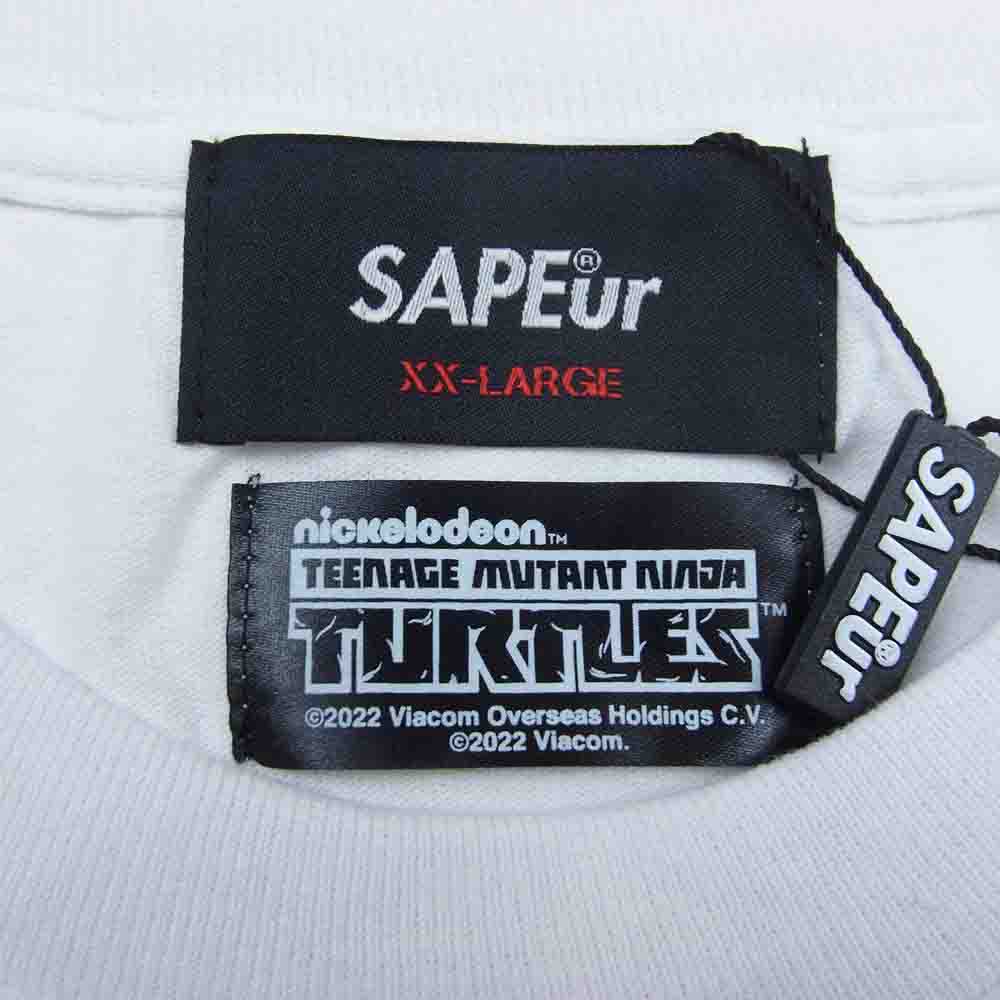 SAPEur®
XX-LARGE
nickelodeon™
TEENAGE MUTANT NINJA
TURTLES™
©2022 Viacom Overseas Holdings C.V.
©2022 Viacom.
SAPEur®